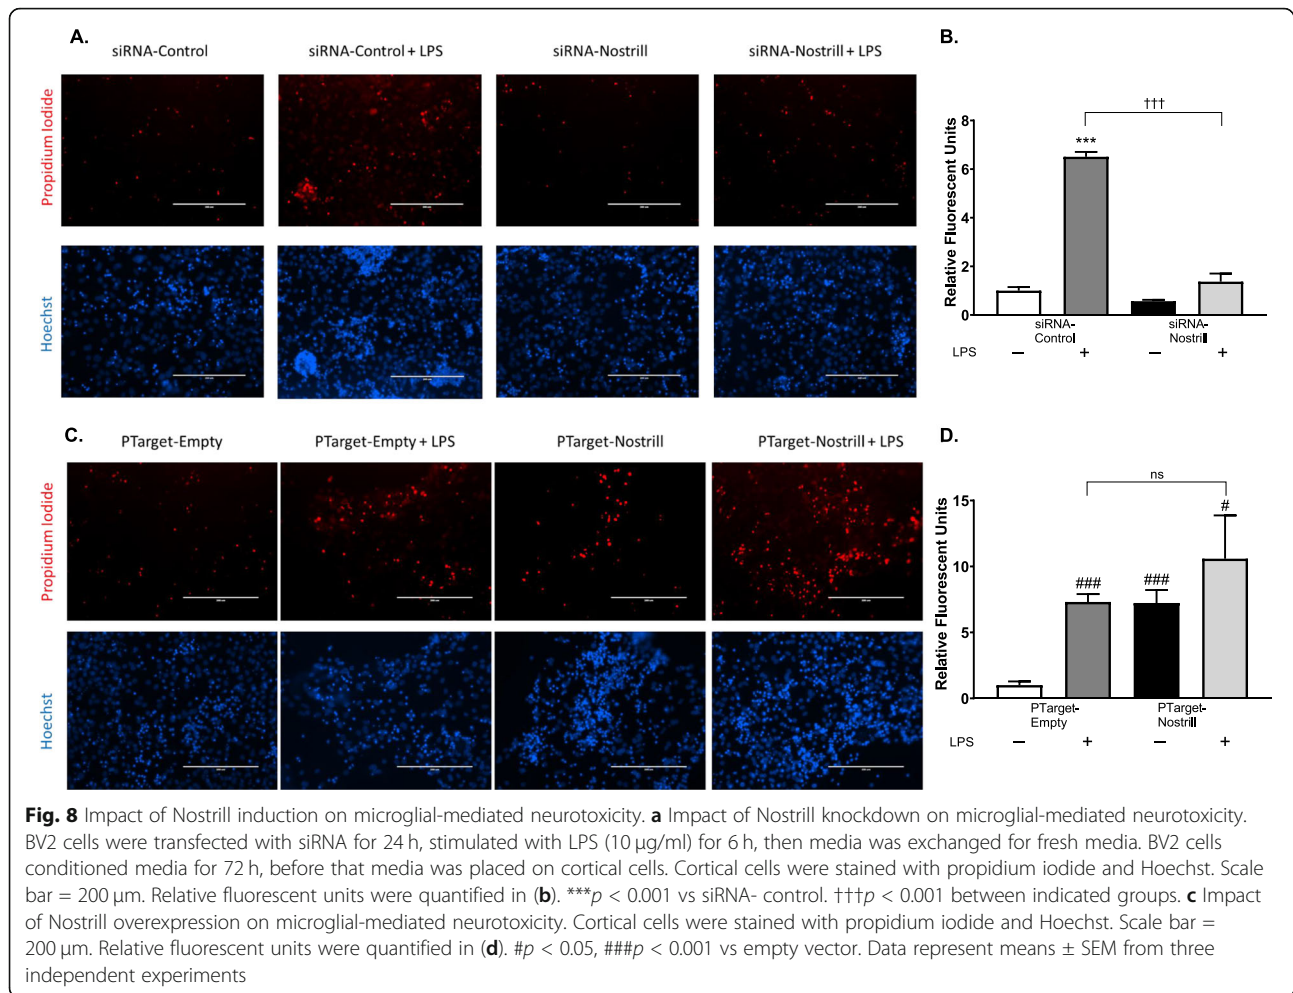 A.
siRNA-Control
siRNA-Control + LPS
siRNA-Nostrill
siRNA-Nostrill + LPS
Propidium Iodide
Hoechst
B.
†††
***
8
6
4
2
0
Relative Fluorescent Units
siRNA-
Control
siRNA-
Nostrill
LPS
−
+
−
+
C.
PTarget-Empty
PTarget-Empty + LPS
PTarget-Nostrill
PTarget-Nostrill + LPS
Propidium Iodide
Hoechst
D.
ns
#
###
###
15
10
5
0
Relative Fluorescent Units
PTarget-
Empty
PTarget-
Nostrill
LPS
−
+
−
+
Fig. 8 Impact of Nostrill induction on microglial-mediated neurotoxicity. a Impact of Nostrill knockdown on microglial-mediated neurotoxicity.
BV2 cells were transfected with siRNA for 24 h, stimulated with LPS (10 μg/ml) for 6 h, then media was exchanged for fresh media. BV2 cells
conditioned media for 72 h, before that media was placed on cortical cells. Cortical cells were stained with propidium iodide and Hoechst. Scale
bar = 200 μm. Relative fluorescent units were quantified in (b). ***p < 0.001 vs siRNA- control. †††p < 0.001 between indicated groups. c Impact
of Nostrill overexpression on microglial-mediated neurotoxicity. Cortical cells were stained with propidium iodide and Hoechst. Scale bar =
200 μm. Relative fluorescent units were quantified in (d). #p < 0.05, ###p < 0.001 vs empty vector. Data represent means ± SEM from three
independent experiments